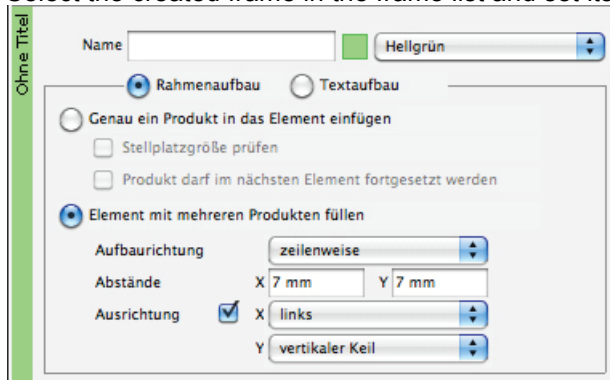 Select the created frame in the frame list and set its
Ohne Titel
Name Hellgrün
Rahmenaufbau Textaufbau
Genau ein Produkt in das Element einfügen
Stellplatzgröße prüfen
Produkt darf im nächsten Element fortgesetzt werden
Element mit mehreren Produkten füllen
Aufbaurichtung zeilenweise
Abstände X 7 mm Y 7 mm
Ausrichtung X links
Y vertikaler Keil